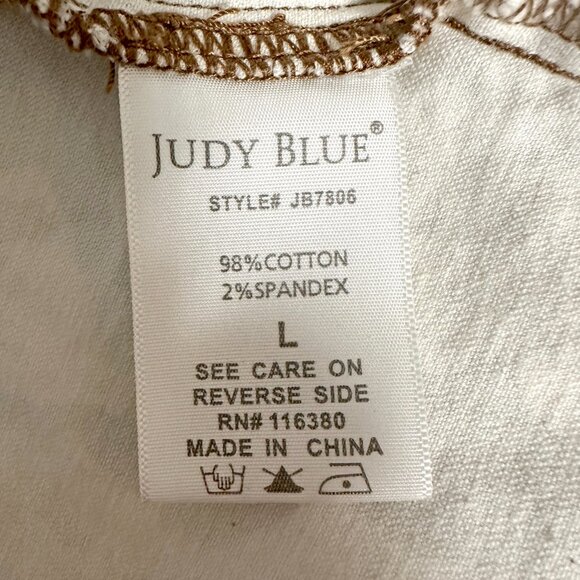 JUDY BLUE®
STYLE# JB7806
98%COTTON
2%SPANDEX
L
SEE CARE ON
REVERSE SIDE
RN# 116380
MADE IN CHINA